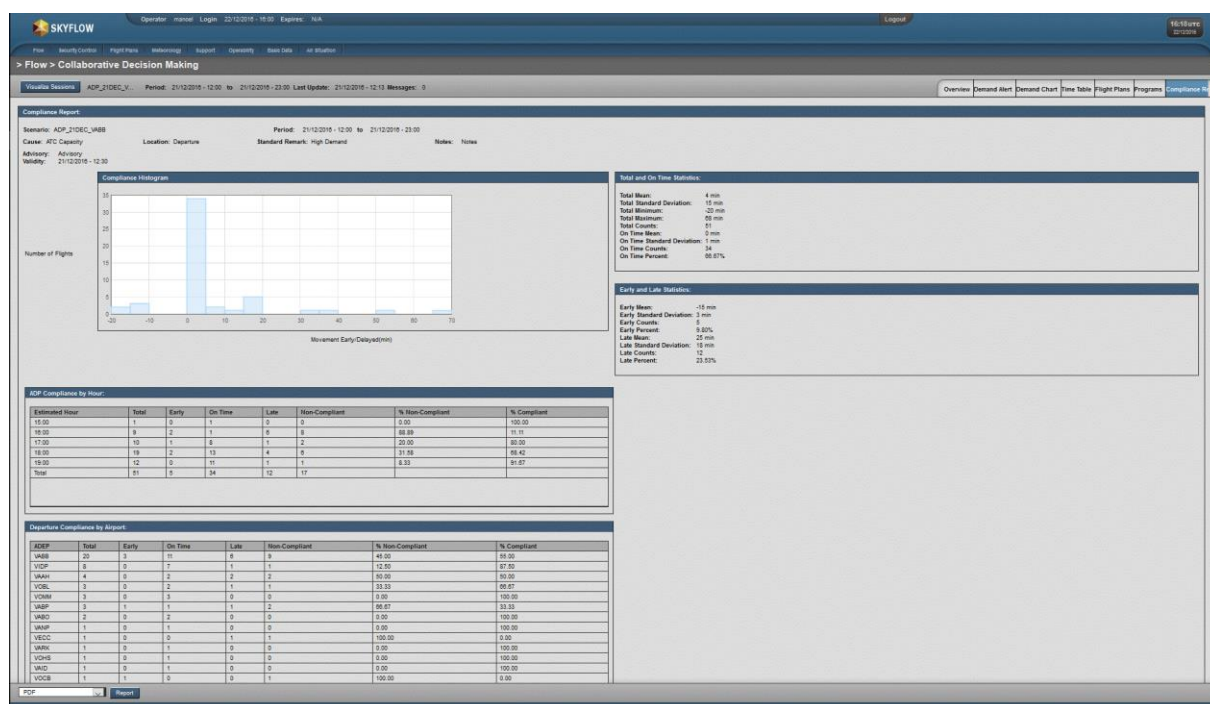 SKYFLOW
Operator manoel Login 22/12/2016 - 16:00 Expires: N/A
Logout
16:10 UTC
22/12/2016
Flow Security Control Flight Plans Meteorology Support Operability Basic Data Air Situation
> Flow > Collaborative Decision Making
Visualize Sessions ADP_21DEC_V... Period: 21/12/2016 - 12:00 to 21/12/2016 - 23:00 Last Update: 21/12/2016 - 12:13 Messages: 0
Overview Demand Alert Demand Chart Time Table Flight Plans Programs Compliance Re
Compliance Report:
Scenario: ADP_21DEC_VABB Period: 21/12/2016 - 12:00 to 21/12/2016 - 23:00
Cause: ATC Capacity Location: Departure Standard Remark: High Demand Notes: Notes
Advisory: Advisory
Validity: 21/12/2016 - 12:30
Compliance Histogram
35
30
25
20
15
10
5
0
Number of Flights
-20 -10 0 10 20 30 40 50 60 70
Movement Early/Delayed(min)
Total and On Time Statistics:
Total Mean: 4 min
Total Standard Deviation: 15 min
Total Minimum: -20 min
Total Maximum: 68 min
Total Counts: 51
On Time Mean: 0 min
On Time Standard Deviation: 1 min
On Time Counts: 34
On Time Percent: 66.67%
Early and Late Statistics:
Early Mean: -15 min
Early Standard Deviation: 3 min
Early Counts: 5
Early Percent: 9.80%
Late Mean: 25 min
Late Standard Deviation: 18 min
Late Counts: 12
Late Percent: 23.53%
ADP Compliance by Hour:
Estimated Hour Total Early On Time Late Non-Compliant % Non-Compliant % Compliant
15:00 1 0 1 0 0 0.00 100.00
16:00 9 2 1 6 8 88.89 11.11
17:00 10 1 8 1 2 20.00 80.00
18:00 19 2 13 4 6 31.58 68.42
19:00 12 0 11 1 1 8.33 91.67
Total 51 5 34 12 17
Departure Compliance by Airport:
ADEP Total Early On Time Late Non-Compliant % Non-Compliant % Compliant
VABB 20 3 11 6 9 45.00 55.00
VIDP 8 0 7 1 1 12.50 87.50
VAAH 4 0 2 2 2 50.00 50.00
VOBL 3 0 2 1 1 33.33 66.67
VOMM 3 0 3 0 0 0.00 100.00
VABP 3 1 1 1 2 66.67 33.33
VABO 2 0 2 0 0 0.00 100.00
VANP 1 0 1 0 0 0.00 100.00
VECC 1 0 0 1 1 100.00 0.00
VARK 1 0 1 0 0 0.00 100.00
VOHS 1 0 1 0 0 0.00 100.00
VAID 1 0 1 0 0 0.00 100.00
VOCB 1 1 0 0 1 100.00 0.00
PDF Report